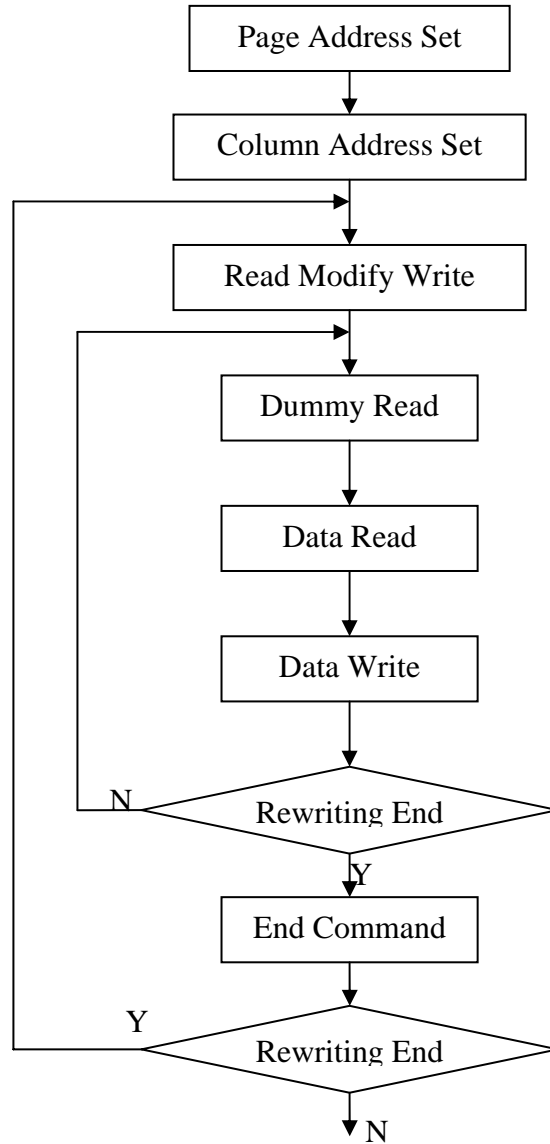 Page Address Set
Column Address Set
Read Modify Write
Dummy Read
Data Read
Data Write
N
Rewriting End
Y
End Command
Y
Rewriting End
N